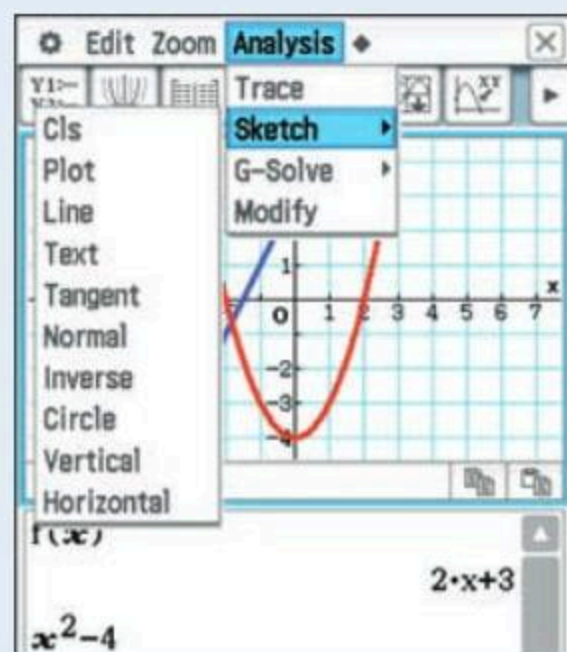 Edit Zoom Analysis
Y1:
Trace
Sketch
G-Solve
Modify
Cls
Plot
Line
Text
Tangent
Normal
Inverse
Circle
Vertical
Horizontal
1
x
O 1 2 3 4 5 6 7
-2
-3
-4
f(x)
2·x+3
x²-4